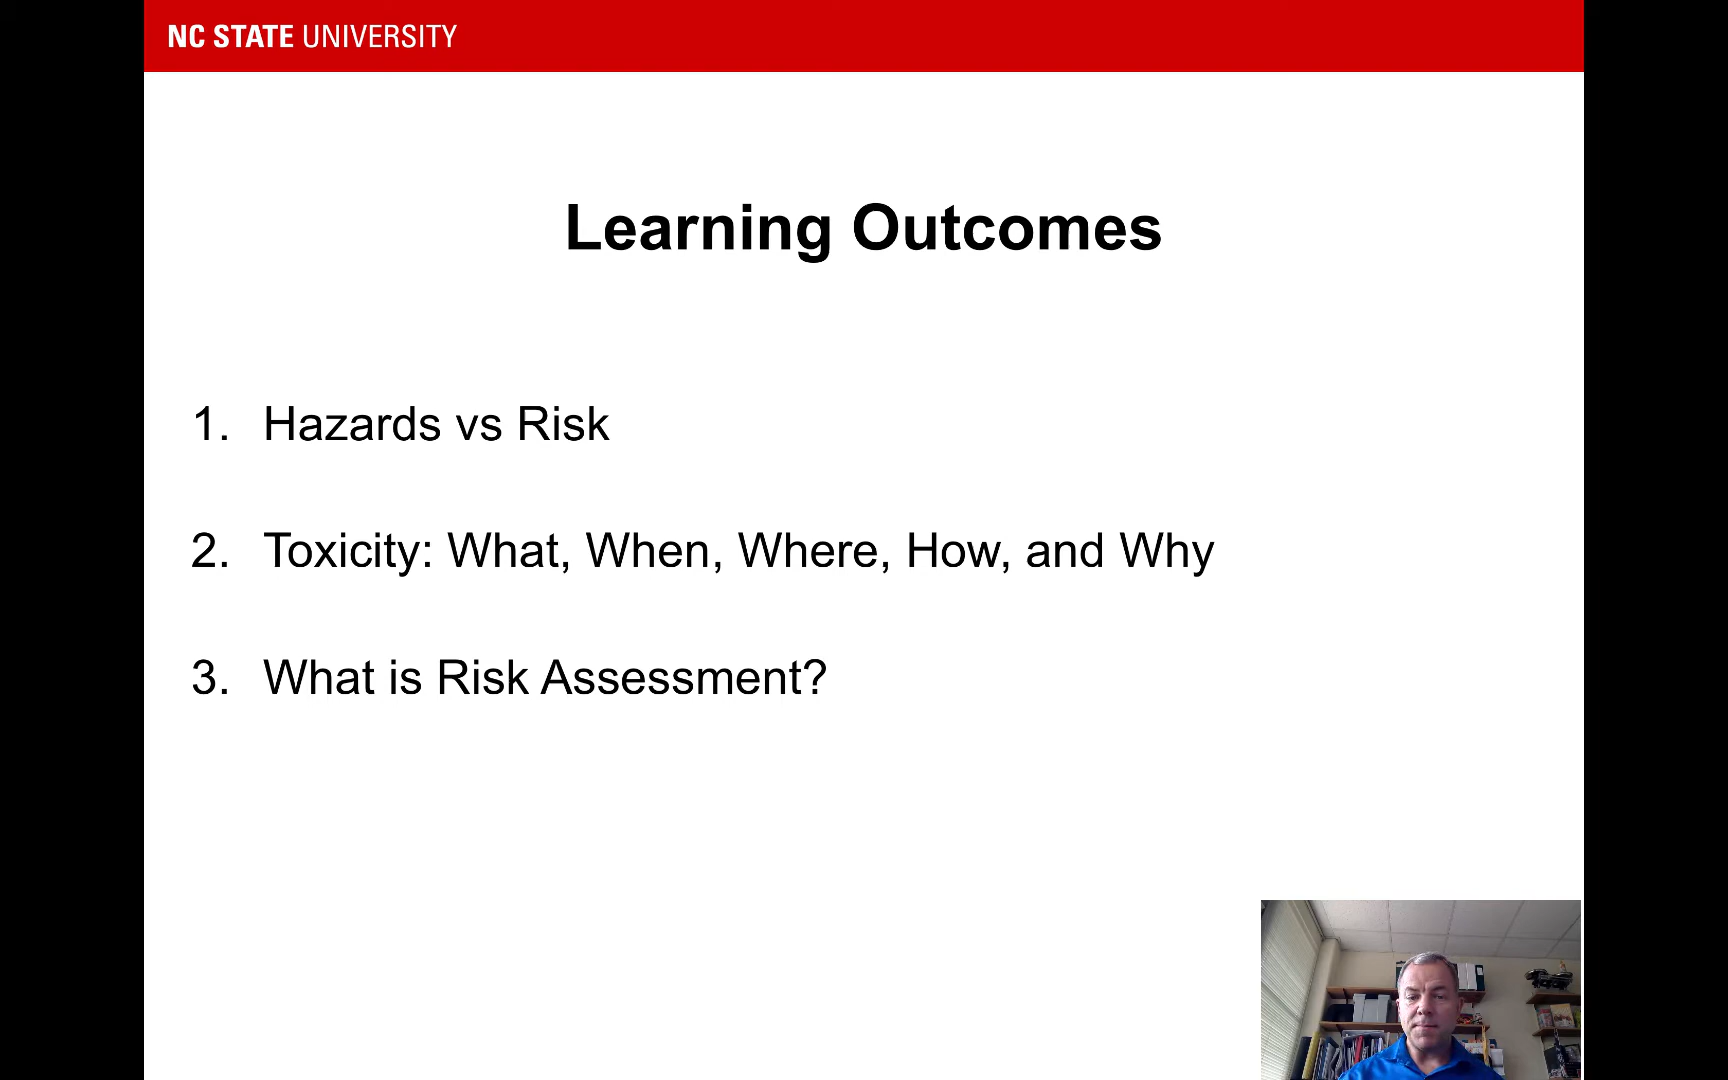 NC STATE UNIVERSITY
Learning Outcomes
1. Hazards vs Risk
2. Toxicity: What, When, Where, How, and Why
3. What is Risk Assessment?